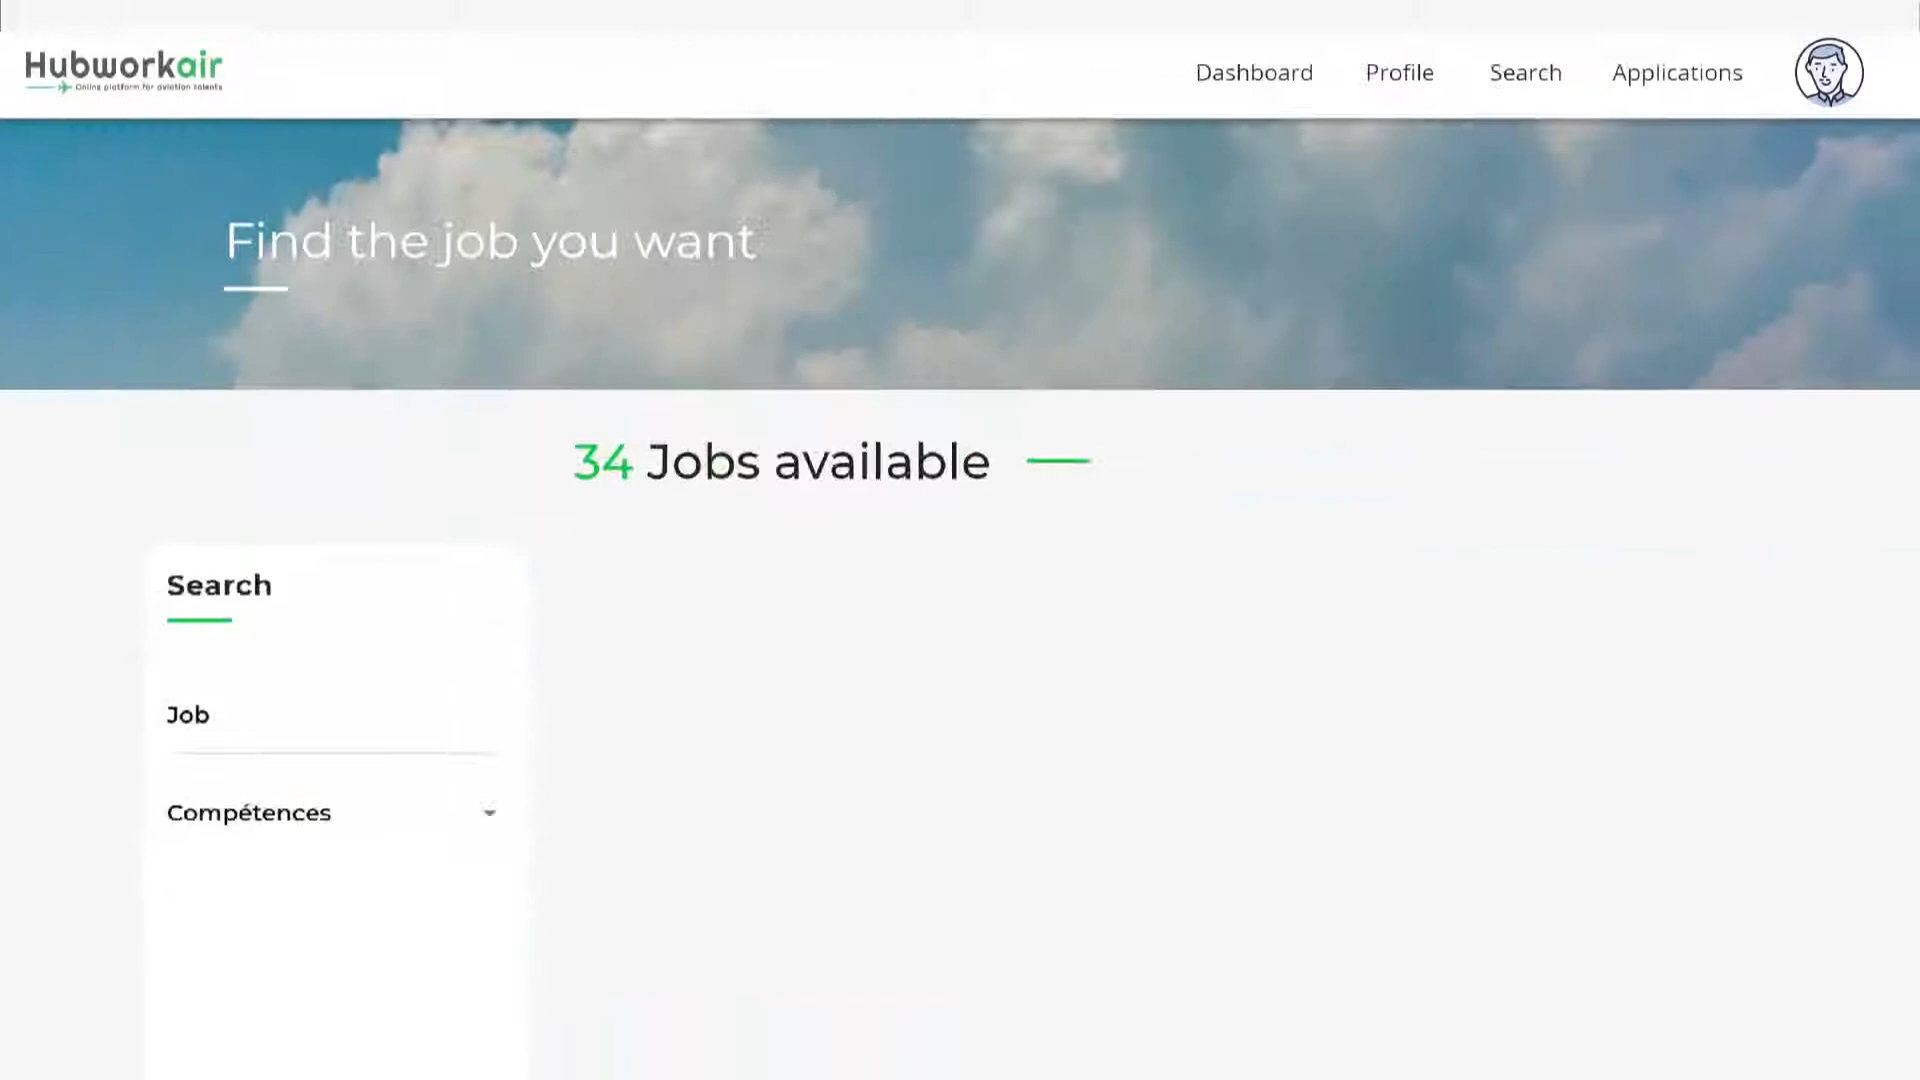 Hubworkair
Online platform for aviation talents
Dashboard
Profile
Search
Applications
Find the job you want
34 Jobs available
Search
Job
Compétences